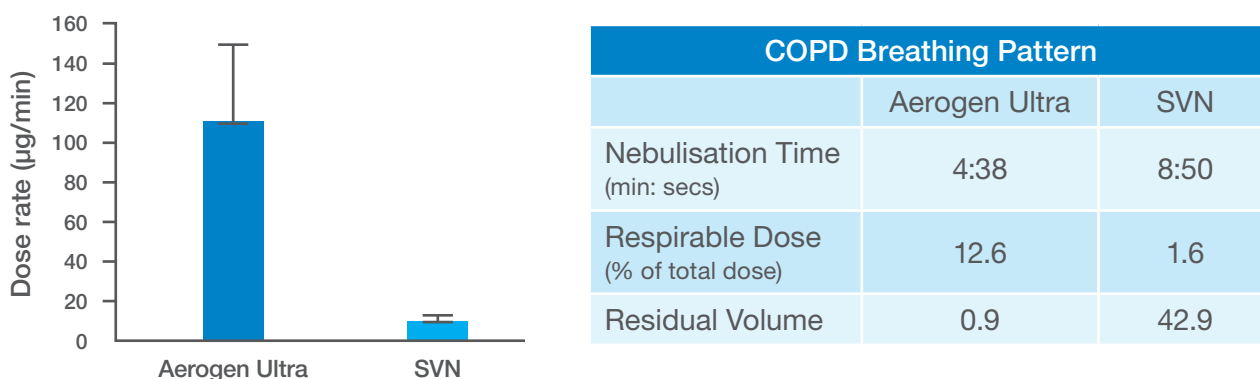 160
140
120
100
80
60
40
20
0
Dose rate (µg/min)
Aerogen Ultra SVN
COPD Breathing Pattern
Aerogen Ultra SVN
Nebulisation Time
(min: secs)
4:38 8:50
Respirable Dose
(% of total dose)
12.6 1.6
Residual Volume 0.9 42.9